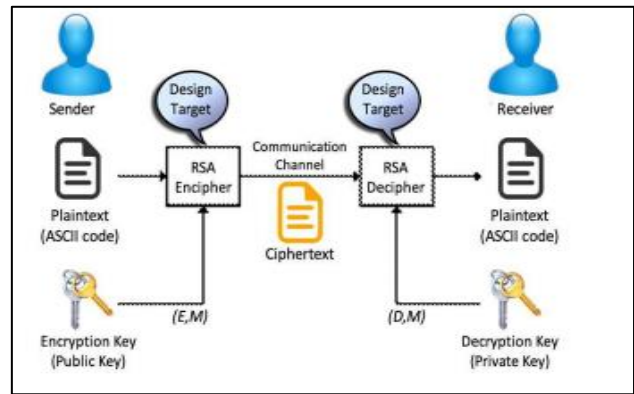 Sender
Design
Target
Design
Target
Receiver
RSA
Encipher
Communication
Channel
RSA
Decipher
Plaintext
(ASCII code)
Ciphertext
Plaintext
(ASCII code)
(E,M)
(D,M)
Encryption Key
(Public Key)
Decryption Key
(Private Key)